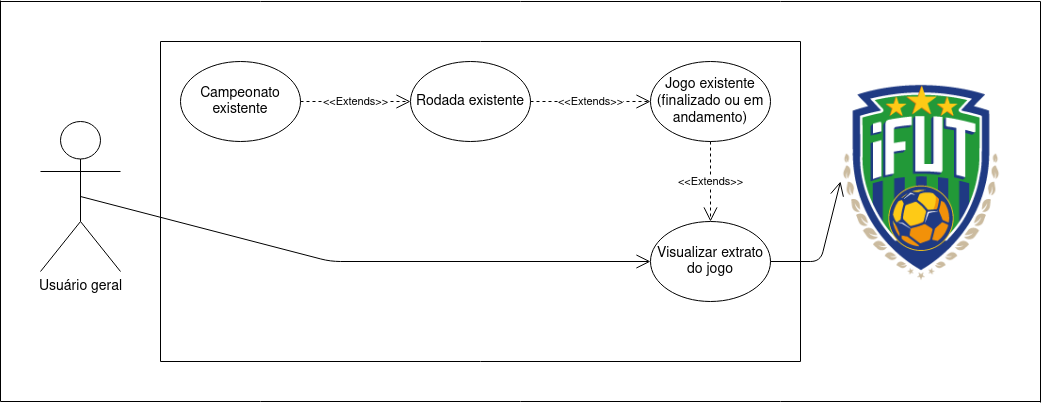 Campeonato
existente
<<Extends>>
Rodada existente
<<Extends>>
Jogo existente
(finalizado ou em
andamento)
<<Extends>>
iFUT
Visualizar extrato
do jogo
Usuário geral